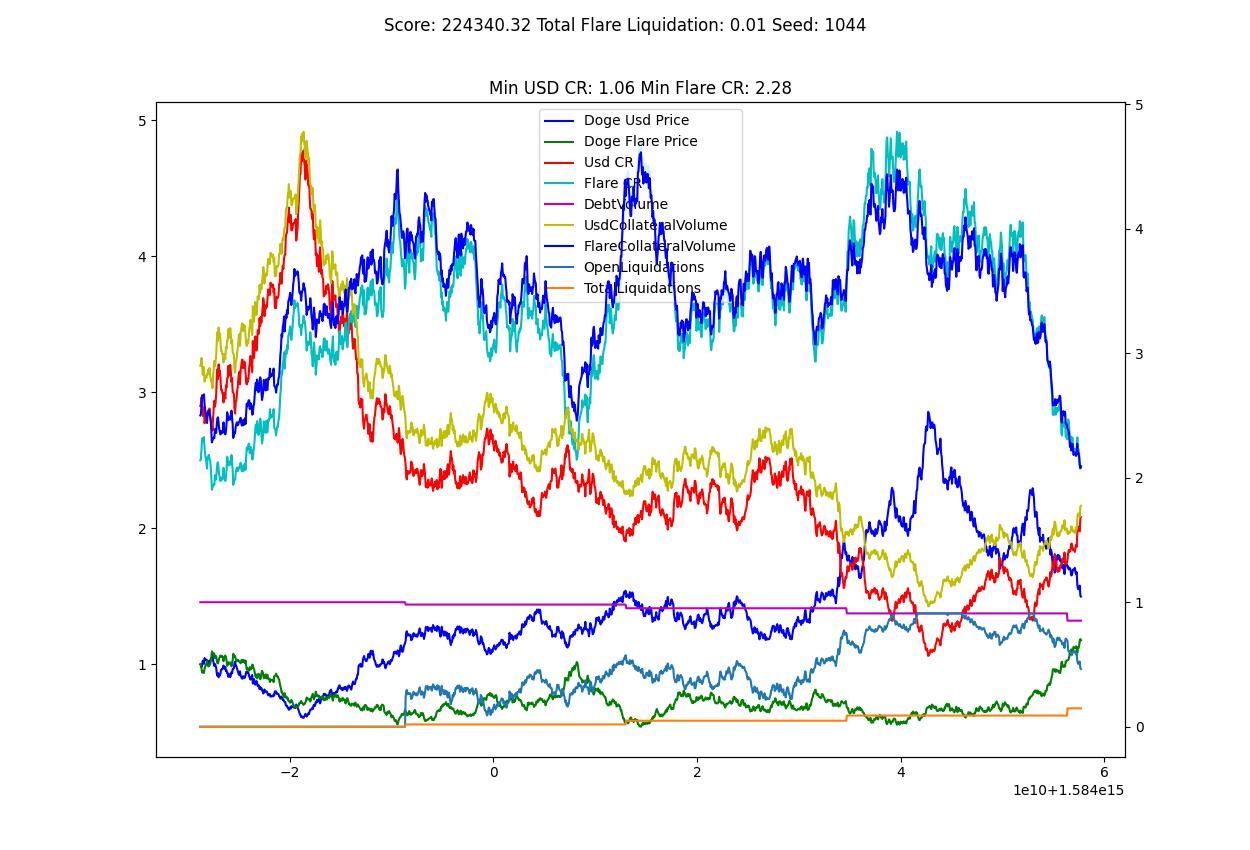 Score: 224340.32 Total Flare Liquidation: 0.01 Seed: 1044
Min USD CR: 1.06 Min Flare CR: 2.28
5
4
3
2
1
Doge Usd Price
Doge Flare Price
Usd CR
Flare CR
DebtVolume
UsdCollateralVolume
FlareCollateralVolume
OpenLiquidations
TotalLiquidations
5
4
3
2
1
0
−2
0
2
4
6
1e10+1.584e15